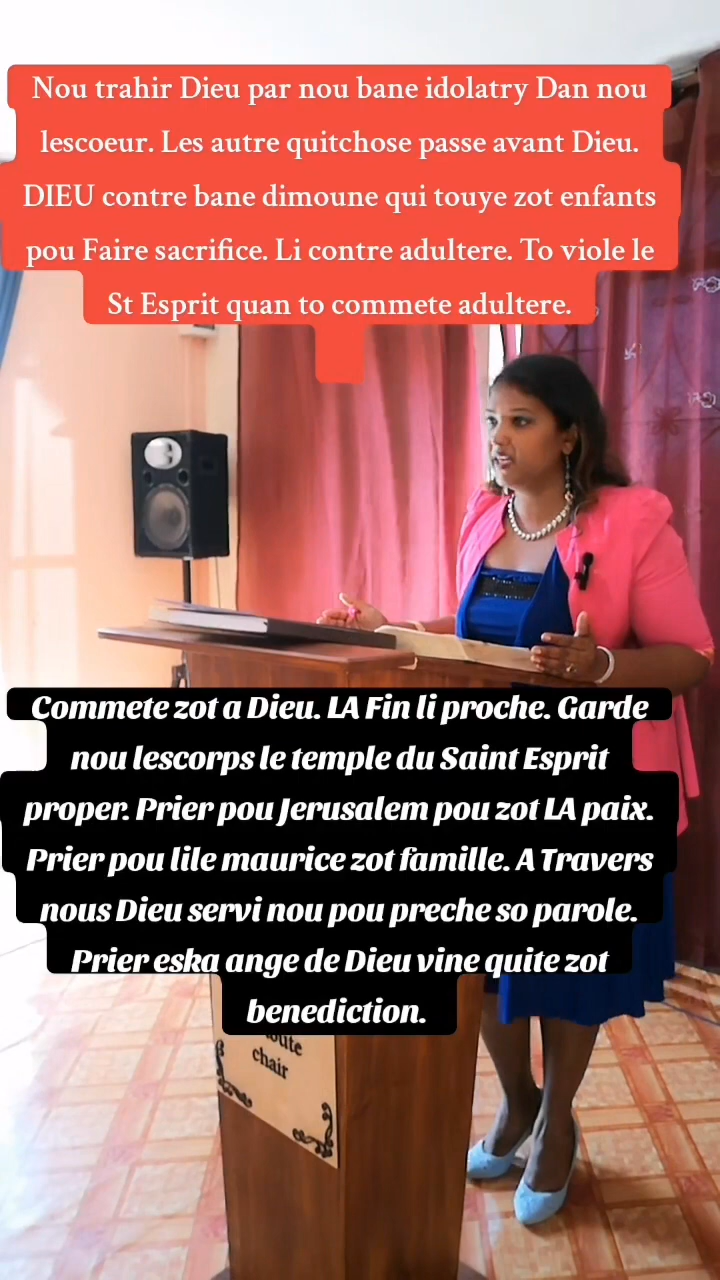 Nou trahir Dieu par nou bane idolatry Dan nou
lescoeur. Les autre quitchose passe avant Dieu.
DIEU contre bane dimoune qui touye zot enfants
pou Faire sacrifice. Li contre adultere. To viole le
St Esprit quan to commete adultere.
Commete zot a Dieu. LA Fin li proche. Garde
nou lescorps le temple du Saint Esprit
proper. Prier pou Jerusalem pou zot LA paix.
Prier pou lile maurice zot famille. A Travers
nous Dieu servi nou pou preche so parole.
Prier eska ange de Dieu vine quite zot
benediction.
chair